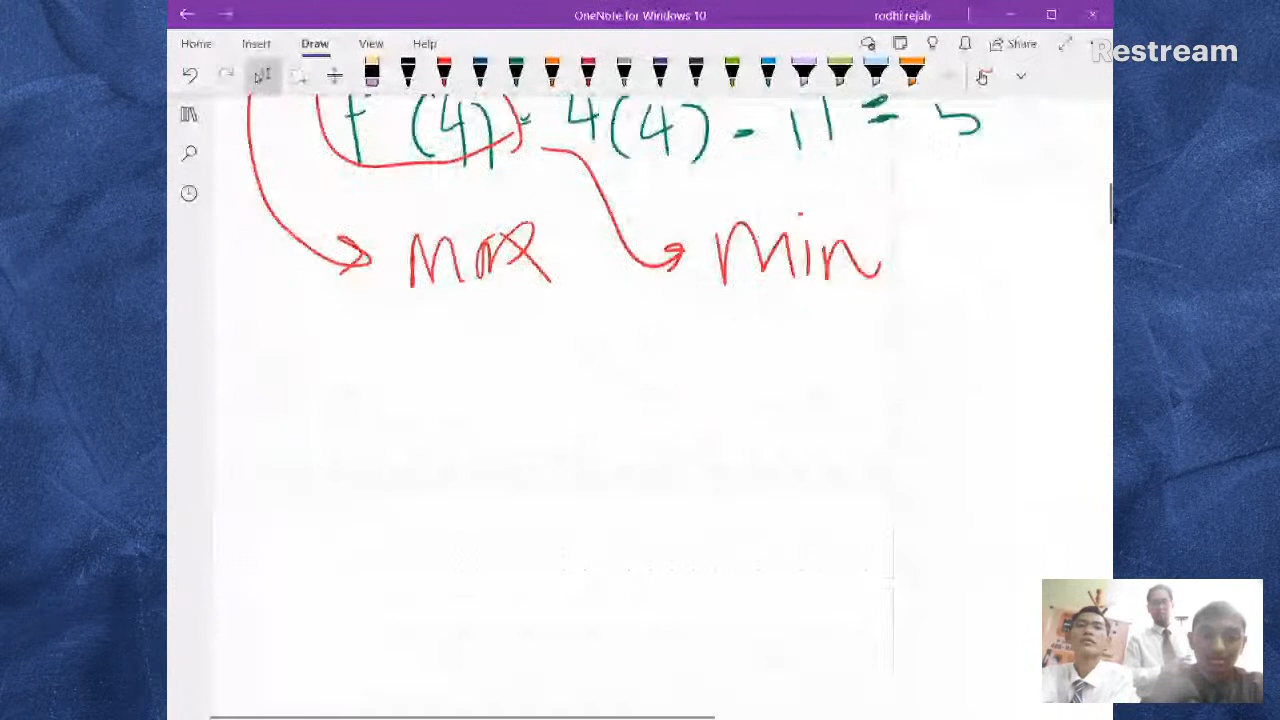 OneNote for Windows 10
rodhi rejab
Home Insert Draw View Help
Share
Restream
f (4) = 4(4) - 11 = 5
Max Min